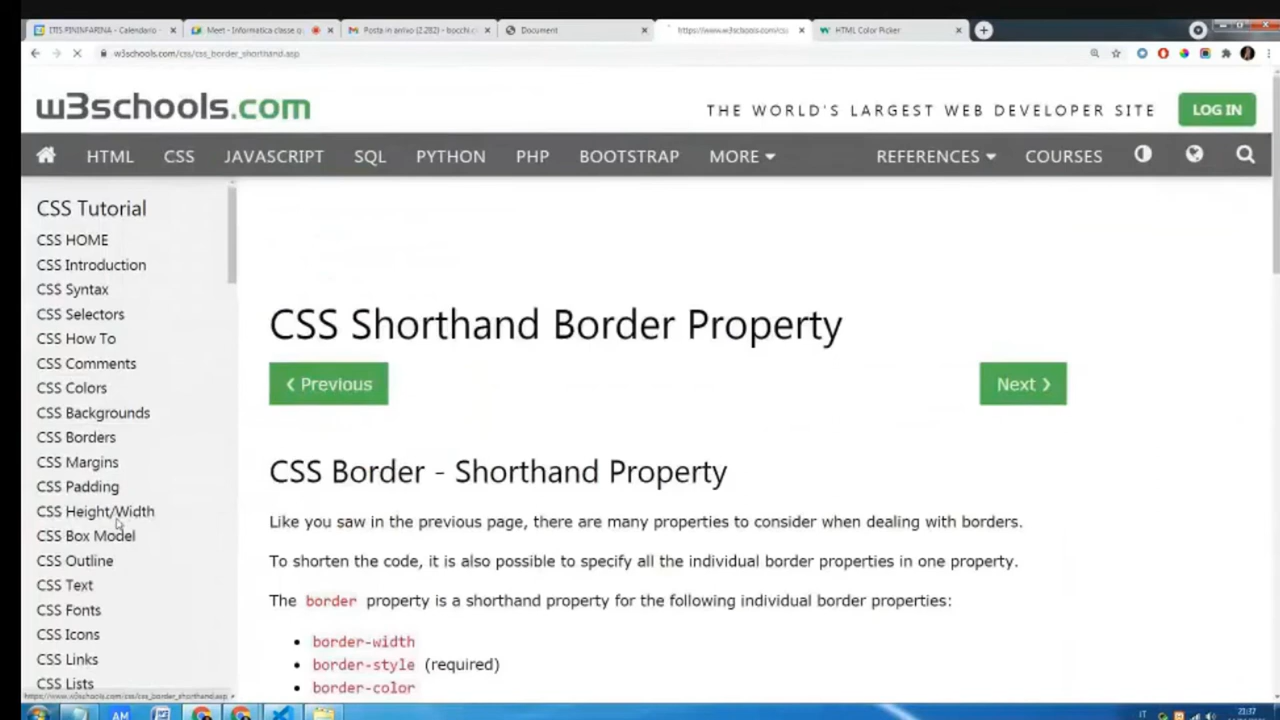 ITIS PININFARINA - Calendario
Meet - Informatica classe
Posta in arrivo (2.282) - bocchi
Document
https://www.w3schools.com/css
HTML Color Picker
w3schools.com/css/css_border_shorthand.asp
w3schools.com
THE WORLD'S LARGEST WEB DEVELOPER SITE
LOG IN
HTML CSS JAVASCRIPT SQL PYTHON PHP BOOTSTRAP MORE REFERENCES COURSES
CSS Tutorial
CSS HOME
CSS Introduction
CSS Syntax
CSS Selectors
CSS How To
CSS Comments
CSS Colors
CSS Backgrounds
CSS Borders
CSS Margins
CSS Padding
CSS Height/Width
CSS Box Model
CSS Outline
CSS Text
CSS Fonts
CSS Icons
CSS Links
CSS Lists
CSS Shorthand Border Property
❮ Previous
Next ❯
CSS Border - Shorthand Property
Like you saw in the previous page, there are many properties to consider when dealing with borders.
To shorten the code, it is also possible to specify all the individual border properties in one property.
The border property is a shorthand property for the following individual border properties:
• border-width
• border-style (required)
• border-color
https://www.w3schools.com/css/css_border_shorthand.asp
AM
IT
21:37